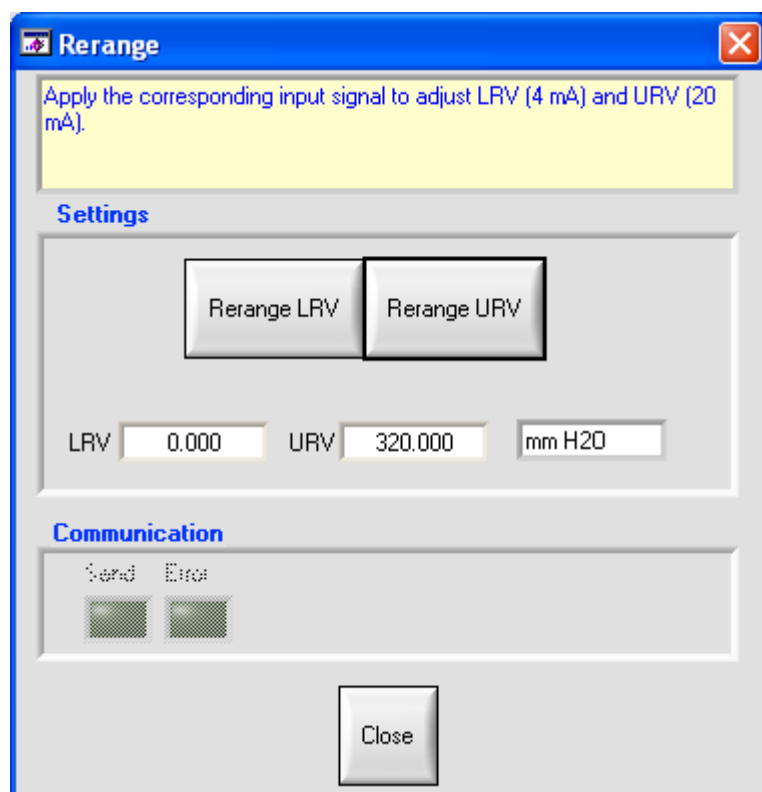 Rerange
Apply the corresponding input signal to adjust LRV (4 mA) and URV (20
mA).
Settings
Rerange LRV Rerange URV
LRV 0.000 URV 320.000 mm H2O
Communication
Send Error
Close